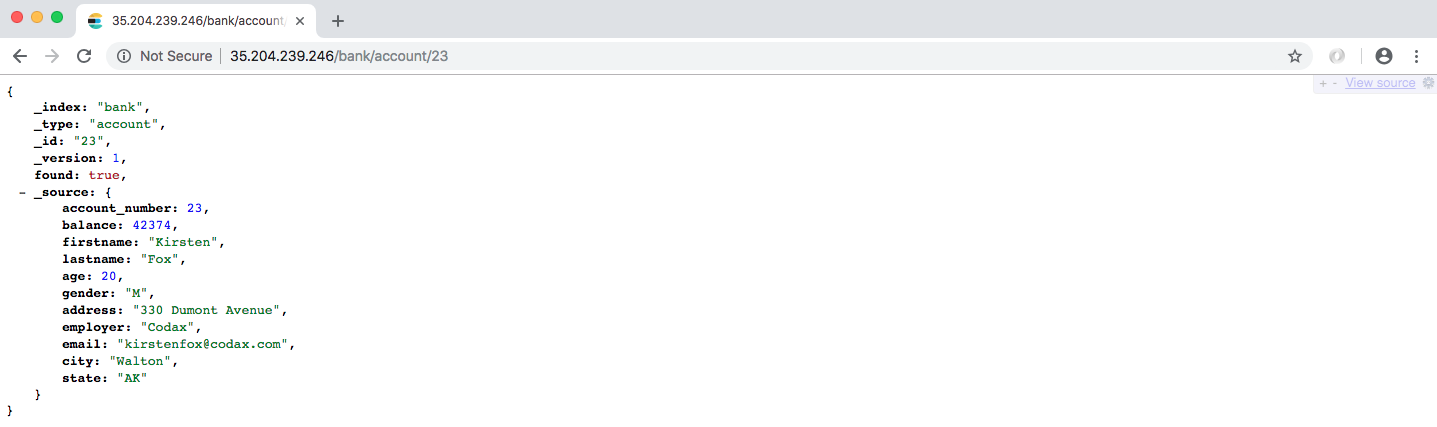 35.204.239.246/bank/account/
Not Secure 35.204.239.246/bank/account/23
+ - View source
{
_index: "bank",
_type: "account",
_id: "23",
_version: 1,
found: true,
- _source: {
account_number: 23,
balance: 42374,
firstname: "Kirsten",
lastname: "Fox",
age: 20,
gender: "M",
address: "330 Dumont Avenue",
employer: "Codax",
email: "kirstenfox@codax.com",
city: "Walton",
state: "AK"
}
}